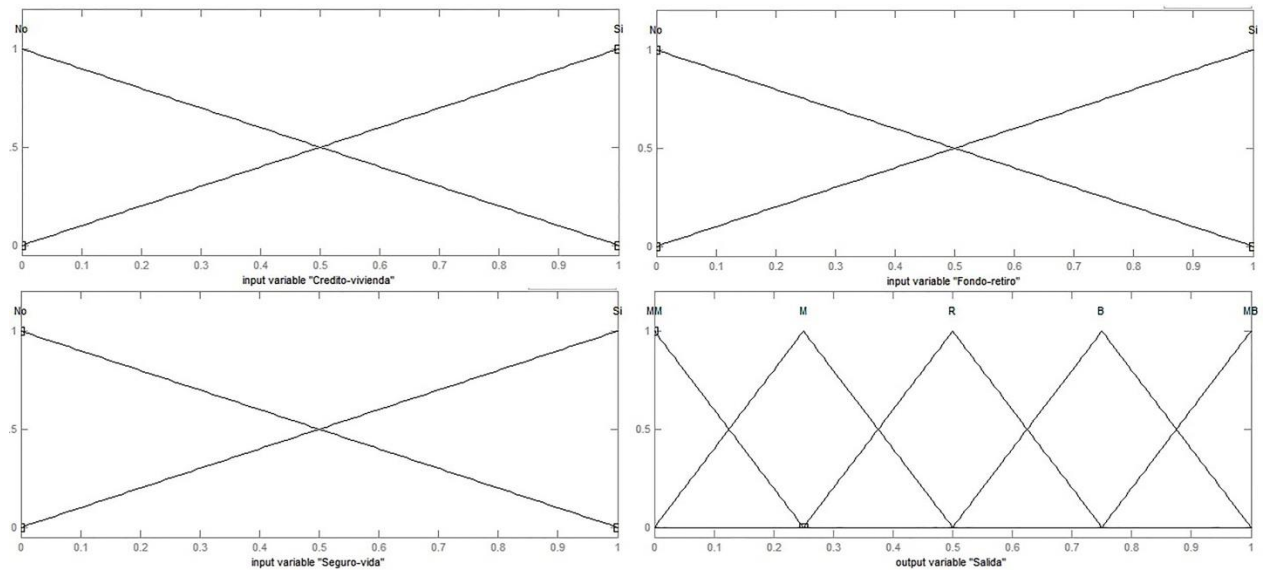 No Si
1
.5
0
0 0.1 0.2 0.3 0.4 0.5 0.6 0.7 0.8 0.9 1
input variable "Credito-vivienda"
No Si
1
0.5
0
0 0.1 0.2 0.3 0.4 0.5 0.6 0.7 0.8 0.9 1
input variable "Fondo-retiro"
No Si
1
.5
0
0 0.1 0.2 0.3 0.4 0.5 0.6 0.7 0.8 0.9 1
input variable "Seguro-vida"
MM M R B MB
1
0.5
0
0 0.1 0.2 0.3 0.4 0.5 0.6 0.7 0.8 0.9 1
output variable "Salida"